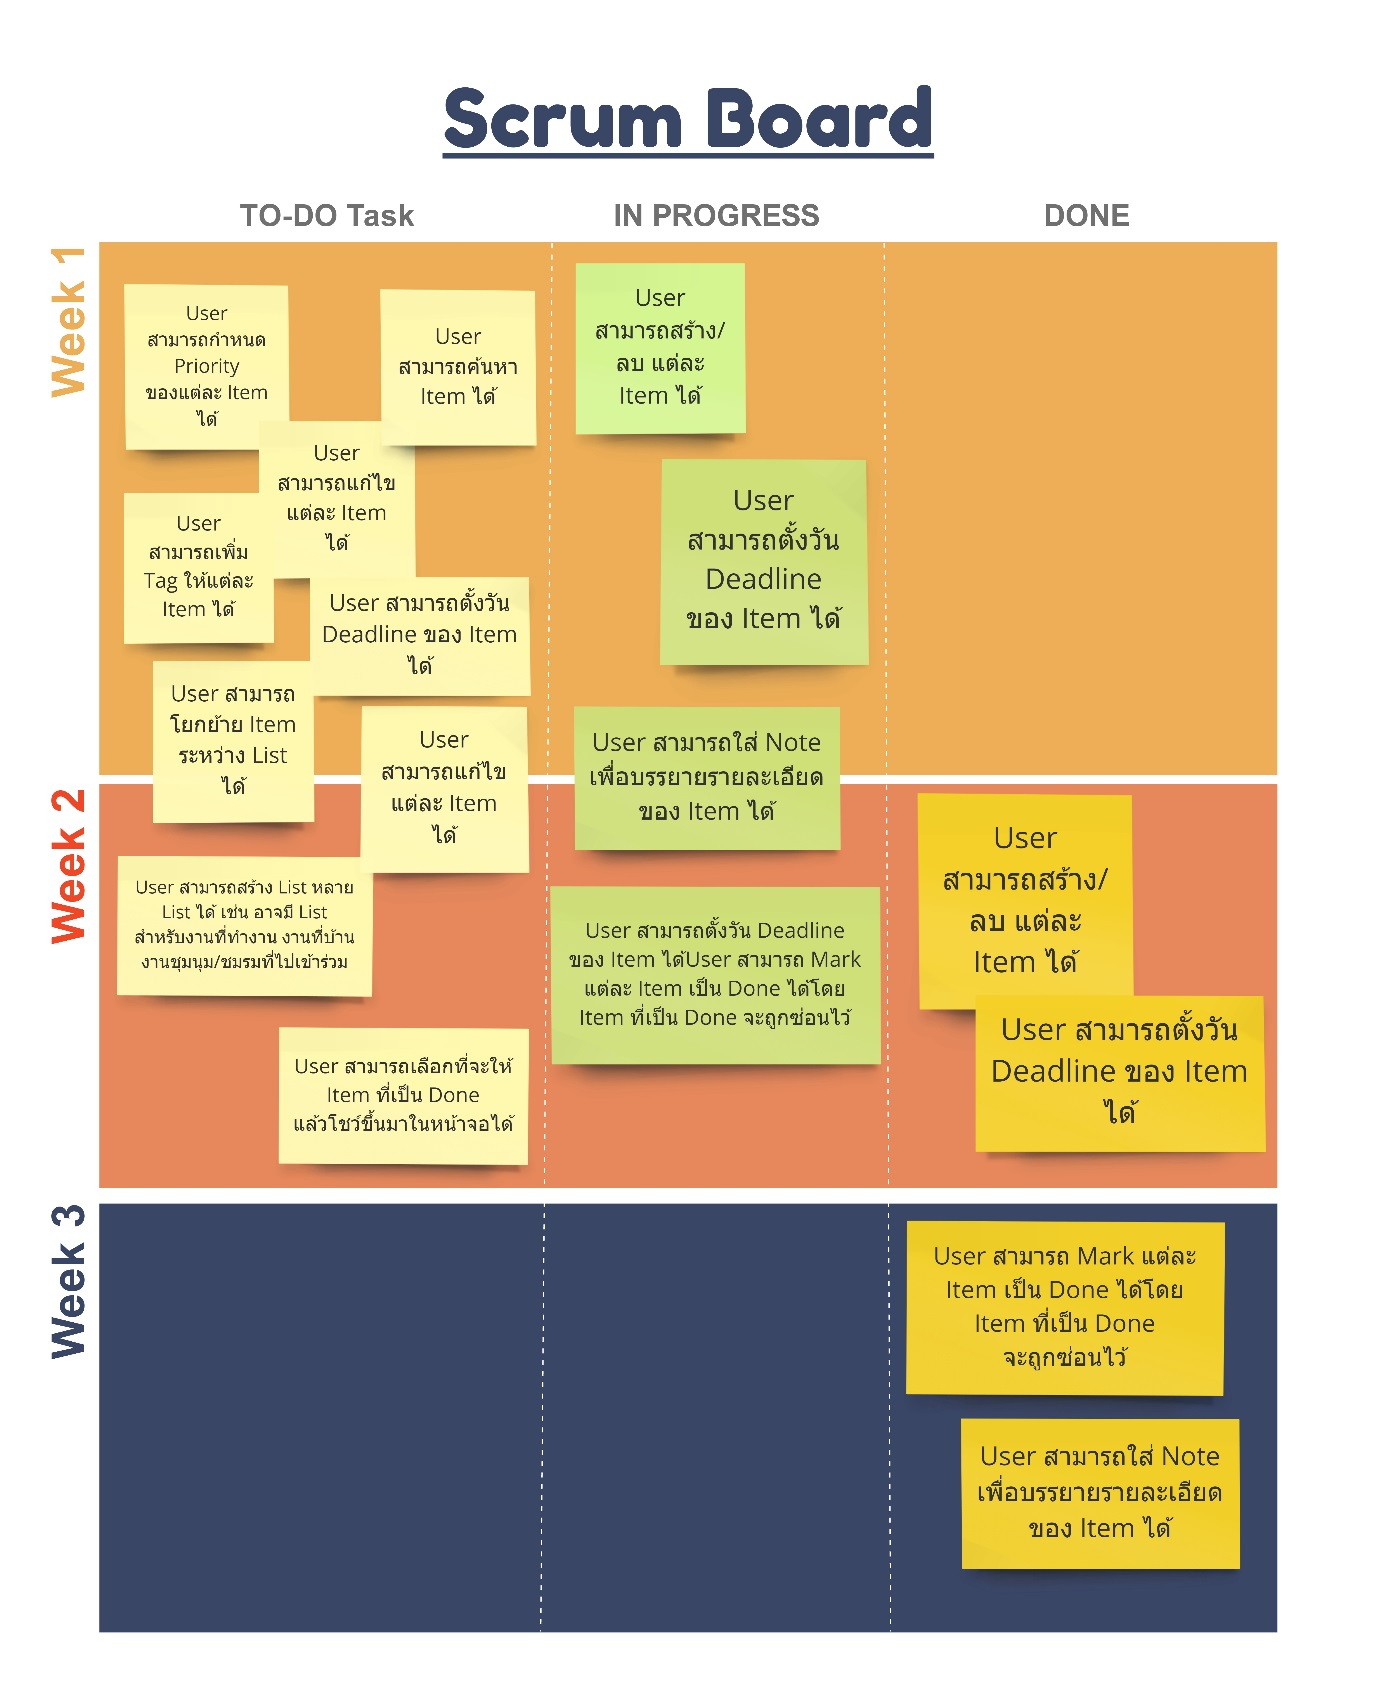 Scrum Board
TO-DO Task
IN PROGRESS
DONE
Week 1
User
สามารถกำหนด
Priority
ของแต่ละ Item
ได้
User
สามารถค้นหา
Item ได้
User
สามารถแก้ไข
แต่ละ Item
ได้
User
สามารถเพิ่ม
Tag ให้แต่ละ
Item ได้
User สามารถตั้งวัน
Deadline ของ Item
ได้
User สามารถ
โยกย้าย Item
ระหว่าง List
ได้
User
สามารถแก้ไข
แต่ละ Item
ได้
User
สามารถสร้าง/
ลบ แต่ละ
Item ได้
User
สามารถตั้งวัน
Deadline
ของ Item ได้
User สามารถใส่ Note
เพื่อบรรยายรายละเอียด
ของ Item ได้
Week 2
User สามารถสร้าง List หลาย
List ได้ เช่น อาจมี List
สำหรับงานที่ทำงาน งานที่บ้าน
งานชุมนุม/ชมรมที่ไปเข้าร่วม
User สามารถเลือกที่จะให้
Item ที่เป็น Done
แล้วโชว์ขึ้นมาในหน้าจอได้
User สามารถตั้งวัน Deadline
ของ Item ได้User สามารถ Mark
แต่ละ Item เป็น Done ได้โดย
Item ที่เป็น Done จะถูกซ่อนไว้
User
สามารถสร้าง/
ลบ แต่ละ
Item ได้
User สามารถตั้งวัน
Deadline ของ Item
ได้
Week 3
User สามารถ Mark แต่ละ
Item เป็น Done ได้โดย
Item ที่เป็น Done
จะถูกซ่อนไว้
User สามารถใส่ Note
เพื่อบรรยายรายละเอียด
ของ Item ได้